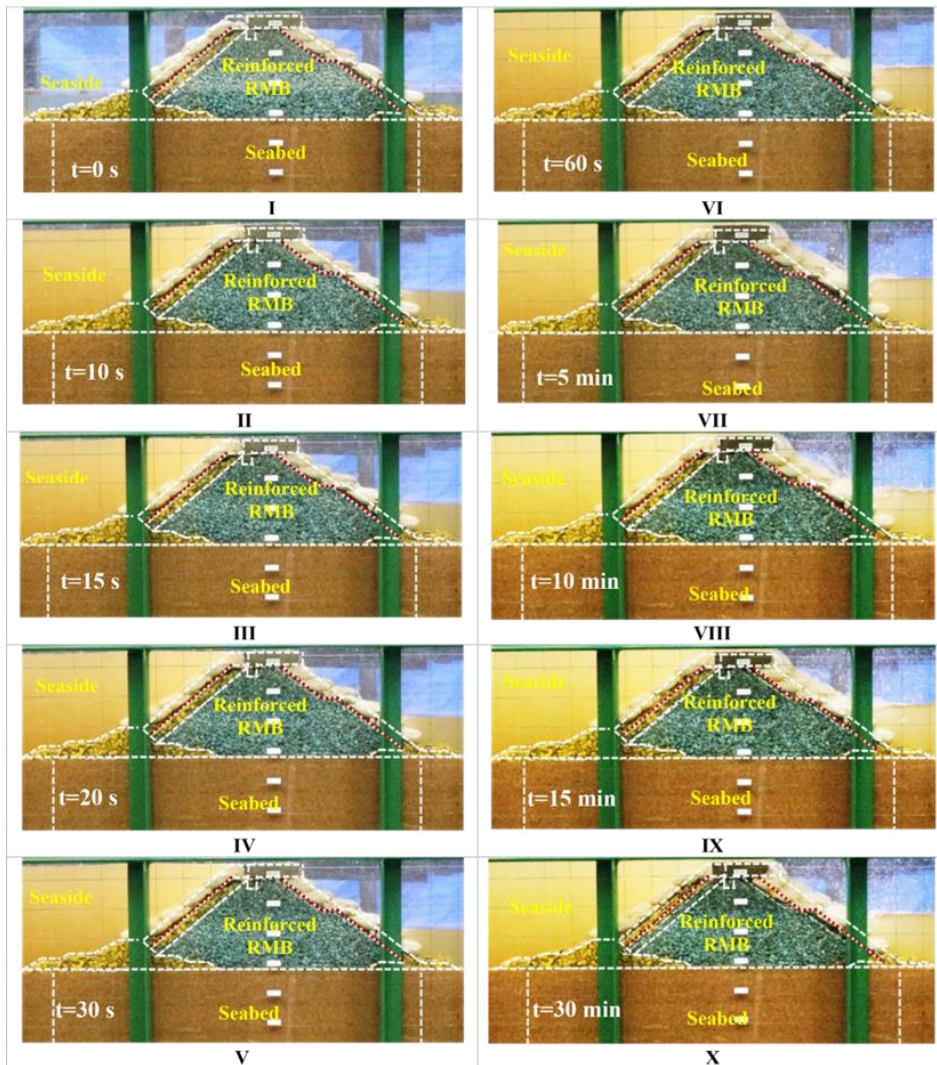 Seaside
Reinforced
RMB
Seabed
t=0 s
I
Seaside
Reinforced
RMB
Seabed
t=60 s
VI
Seaside
Reinforced
RMB
Seabed
t=10 s
II
Seaside
Reinforced
RMB
t=5 min
Seabed
VII
Seaside
Reinforced
RMB
t=15 s
Seabed
III
Seaside
Reinforced
RMB
t=10 min
Seabed
VIII
Seaside
Reinforced
RMB
t=20 s
Seabed
IV
Seaside
Reinforced
RMB
t=15 min
Seabed
IX
Seaside
Reinforced
RMB
t=30 s
Seabed
V
Seaside
Reinforced
RMB
t=30 min
Seabed
X